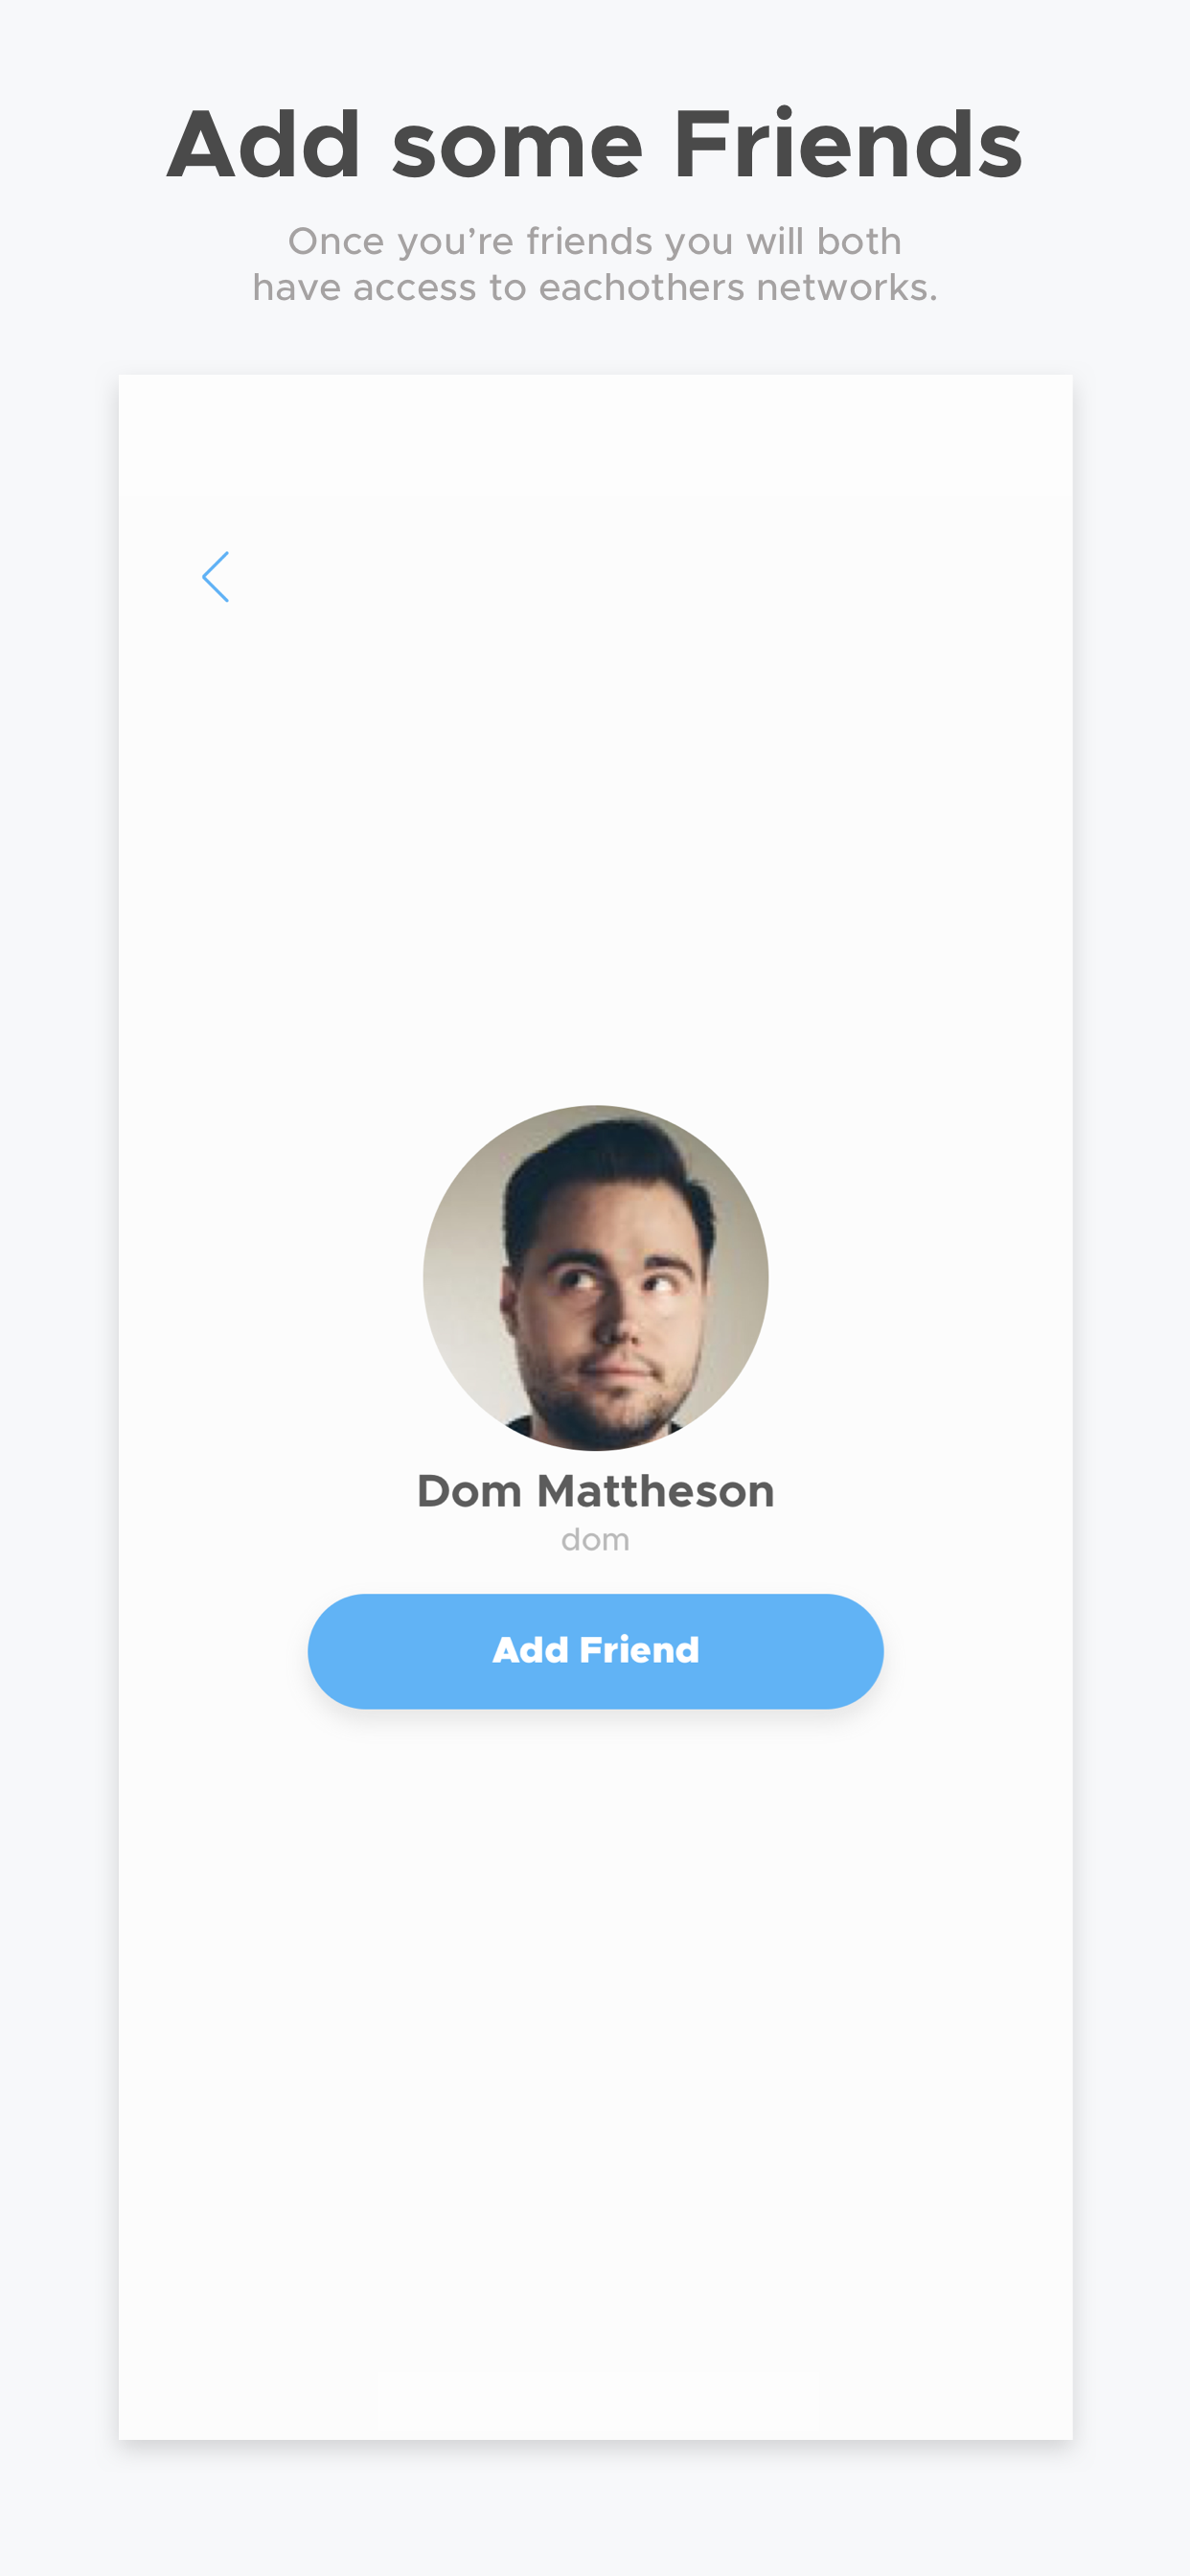 Add some Friends
Once you’re friends you will both
have access to eachothers networks.
Dom Mattheson
dom
Add Friend